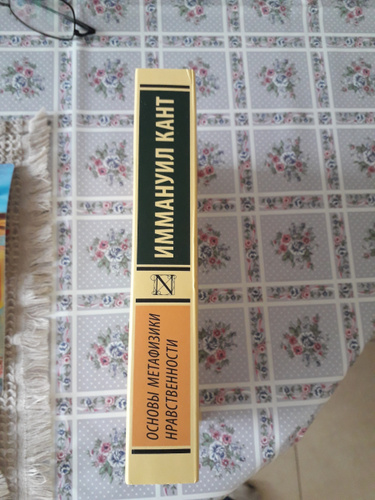 ИММАНУИЛ КАНТ
N
ОСНОВЫ МЕТАФИЗИКИ
НРАВСТВЕННОСТИ